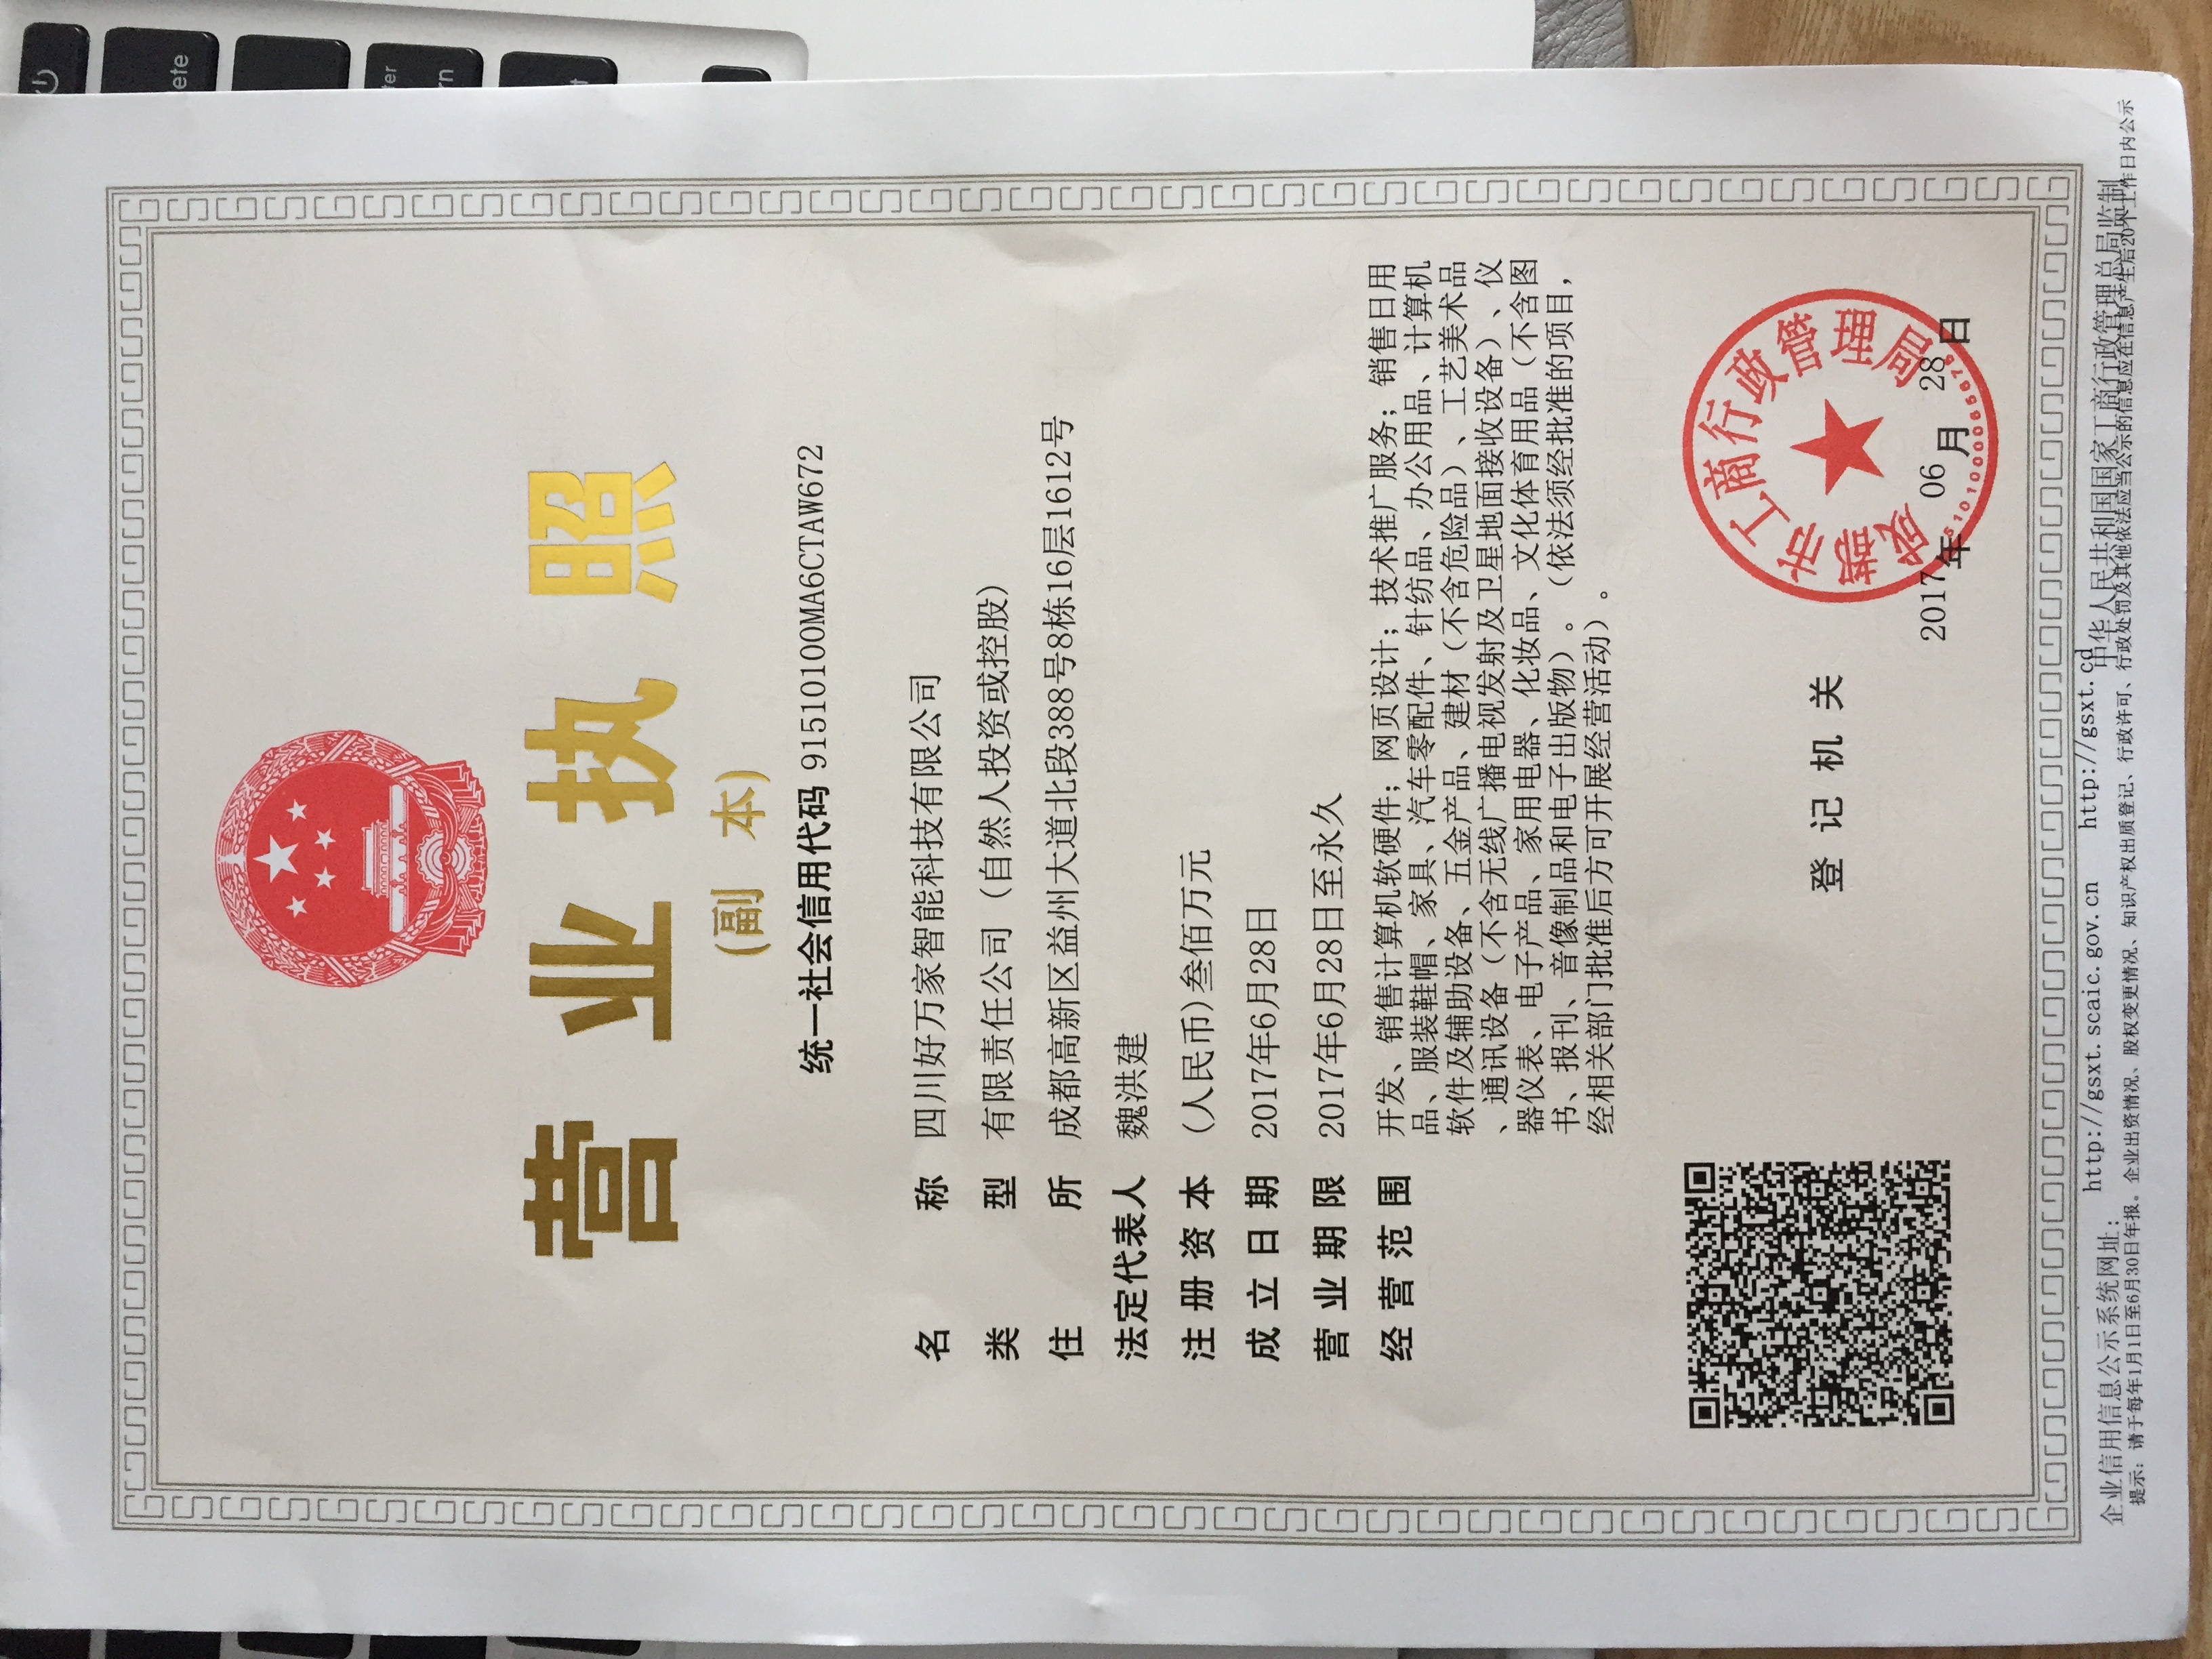 营业执照
(副 本)
统一社会信用代码 91510100MA6CTAW672
名 称 四川好万家智能科技有限公司
类 型 有限责任公司（自然人投资或控股）
住 所 成都高新区益州大道北段388号8栋16层1612号
法定代表人 魏洪建
注册资本 (人民币)叁佰万元
成立日期 2017年6月28日
营业期限 2017年6月28日至永久
经营范围 开发、销售计算机软硬件；网页设计；技术推广服务；销售日用
品、服装鞋帽、家具、汽车零配件、针纺品、办公用品、计算机
软件及辅助设备、五金产品、建材（不含危险品）、工艺美术品
、通讯设备（不含无线广播电视发射及卫星地面接收设备）、仪
器仪表、电子产品、家用电器、化妆品、文化体育用品（不含图
书、报刊、音像制品和电子出版物）。（依法须经批准的项目，
经相关部门批准后方可开展经营活动）。
登记机关
成都市工商行政管理局
2017年 06月 28日
5101000065675
企业信用信息公示系统网址： http://gsxt.scaic.gov.cn http://gsxt.cd
中华人民共和国国家工商行政管理总局监制
提示：请于每年1月1日至6月30日年报。企业出资情况、股权变更情况、知识产权出质登记、行政许可、行政处罚及其他依法应当公示的信息应在信息产生后20个工作日内公示
ete
ter
rn